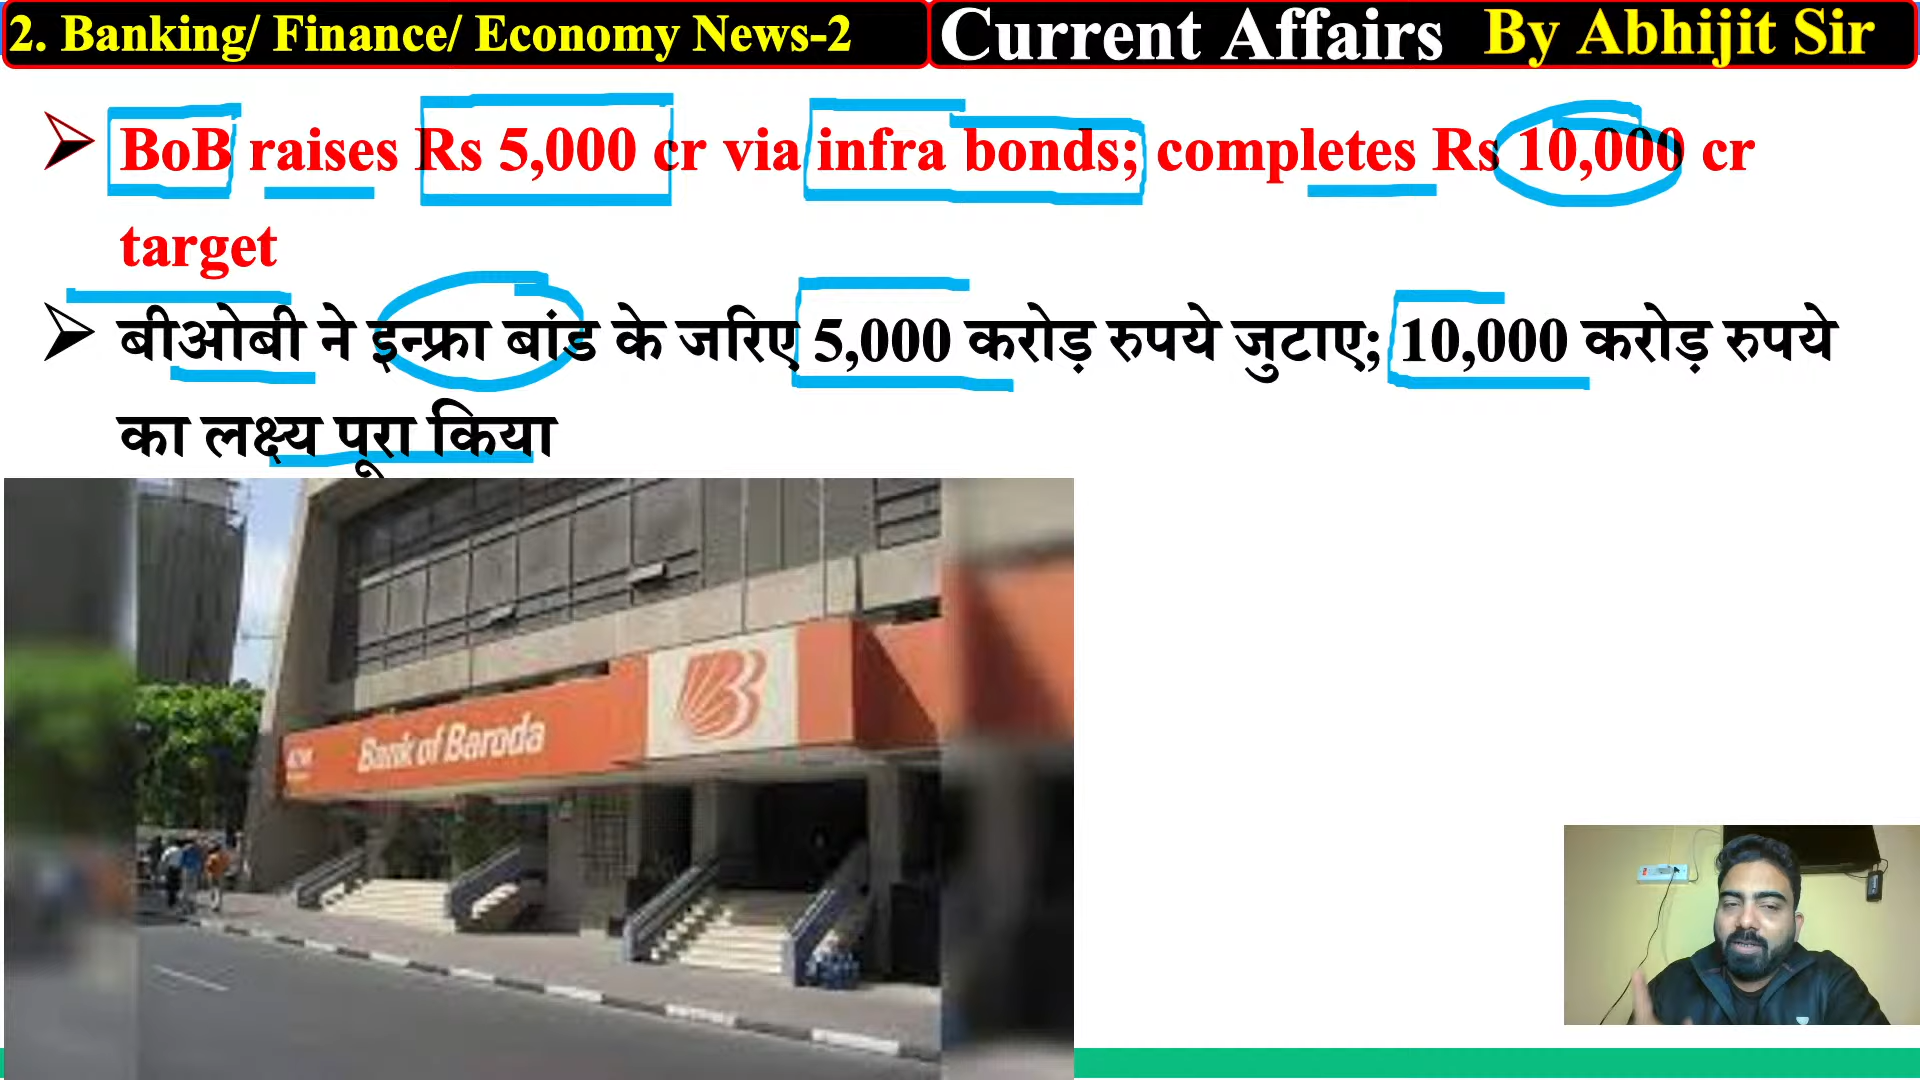 2. Banking/ Finance/ Economy News-2
Current Affairs By Abhijit Sir
BoB raises Rs 5,000 cr via infra bonds; completes Rs 10,000 cr
target
बीओबी ने इन्फ्रा बांड के जरिए 5,000 करोड़ रुपये जुटाए; 10,000 करोड़ रुपये
का लक्ष्य पूरा किया
Bank of Baroda